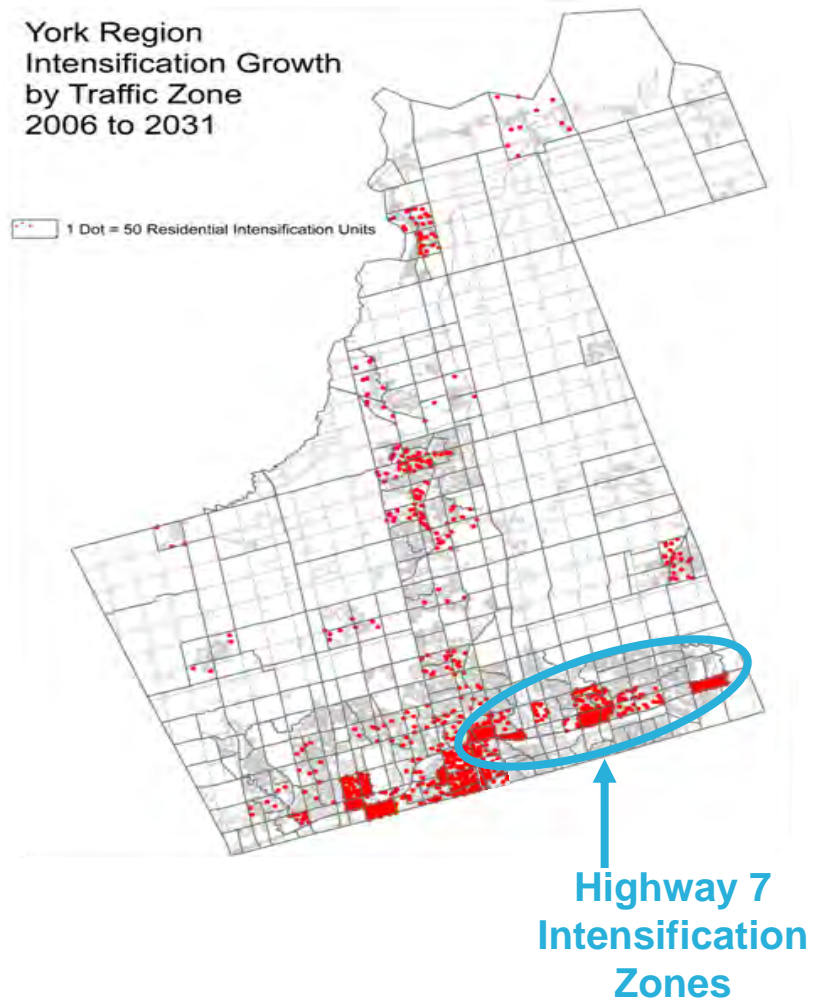 York Region
Intensification Growth
by Traffic Zone
2006 to 2031
1 Dot = 50 Residential Intensification Units
Highway 7
Intensification
Zones